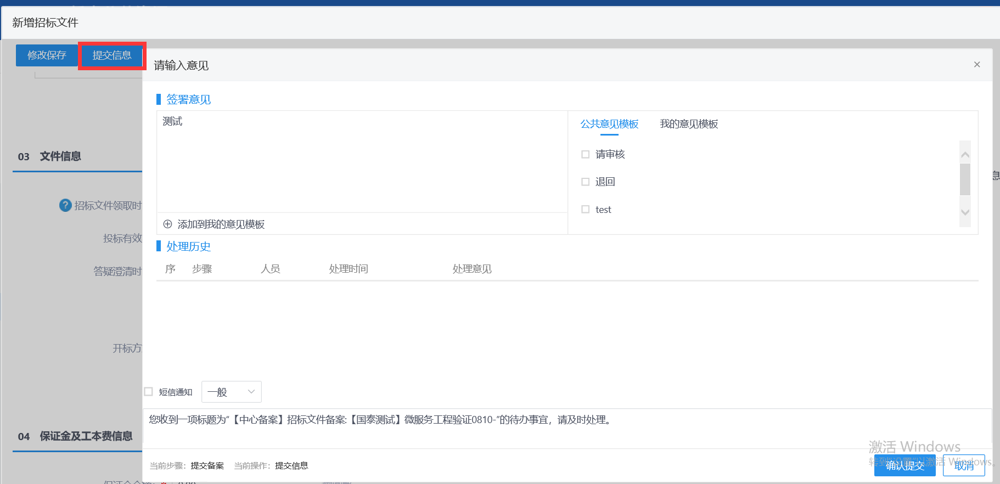 新增招标文件
修改保存 提交信息
请输入意见 ×
签署意见
测试
公共意见模板 我的意见模板
请审核
退回
test
添加到我的意见模板
处理历史
序 步骤 人员 处理时间 处理意见
03 文件信息
? 招标文件领取时
投标有效
答疑澄清时
开标方
息
短信通知 一般
您收到一项标题为“【中心备案】招标文件备案:【国泰测试】微服务工程验证0810-”的待办事宜，请及时处理。
04 保证金及工本费信息
当前步骤：提交备案 当前操作：提交信息
确认提交 取消
激活 Windows
转到“设置”以激活 Windows。